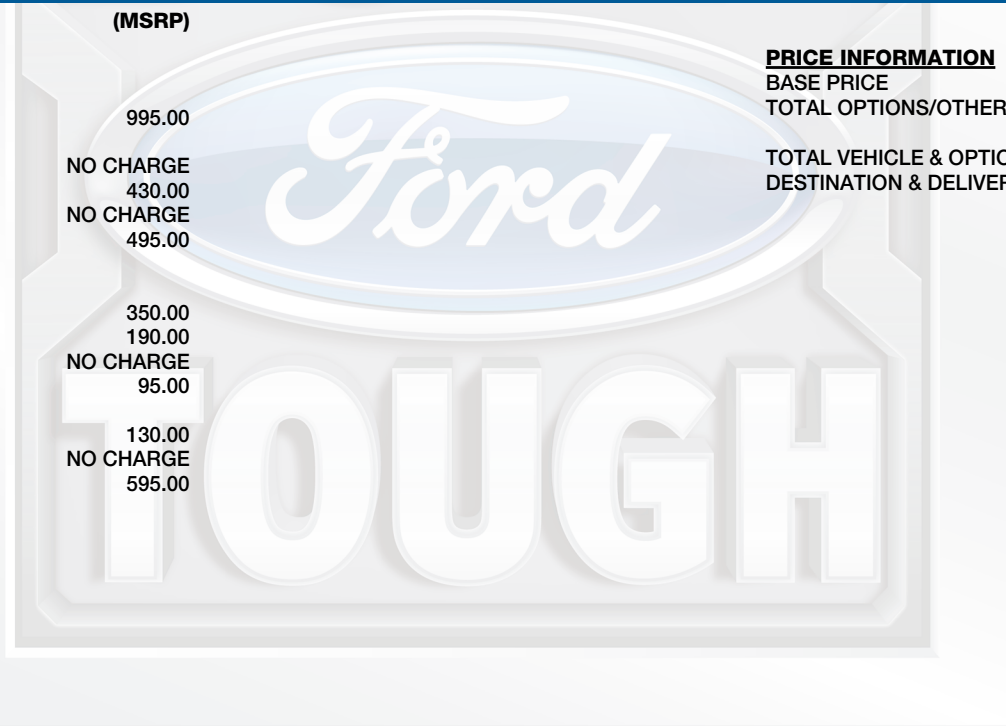 (MSRP)
995.00
NO CHARGE
430.00
NO CHARGE
495.00
350.00
190.00
NO CHARGE
95.00
130.00
NO CHARGE
595.00
PRICE INFORMATION
BASE PRICE
TOTAL OPTIONS/OTHER
TOTAL VEHICLE & OPTIO
DESTINATION & DELIVER
Ford
TOUGH